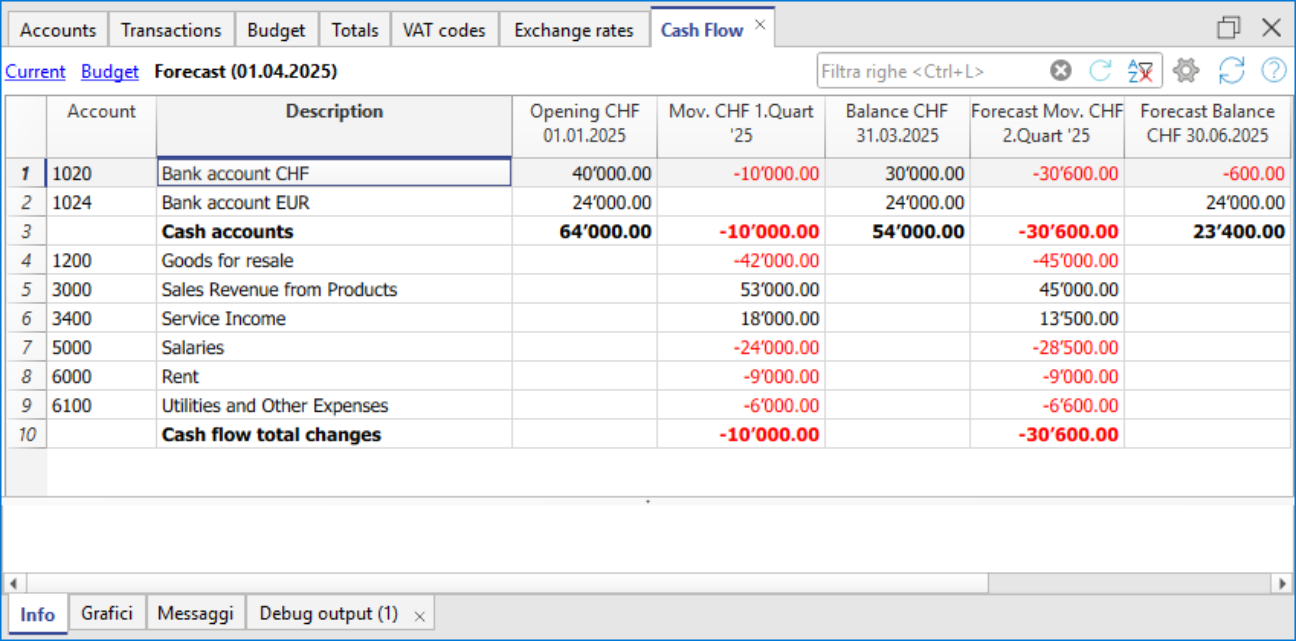 Accounts Transactions Budget Totals VAT codes Exchange rates Cash Flow
Current Budget Forecast (01.04.2025) Filtra righe <Ctrl+L>
Account Description Opening CHF 01.01.2025 Mov. CHF 1.Quart '25 Balance CHF 31.03.2025 Forecast Mov. CHF 2.Quart '25 Forecast Balance CHF 30.06.2025
1 1020 Bank account CHF 40’000.00 -10’000.00 30’000.00 -30’600.00 -600.00
2 1024 Bank account EUR 24’000.00 24’000.00 24’000.00
3 Cash accounts 64’000.00 -10’000.00 54’000.00 -30’600.00 23’400.00
4 1200 Goods for resale -42’000.00 -45’000.00
5 3000 Sales Revenue from Products 53’000.00 45’000.00
6 3400 Service Income 18’000.00 13’500.00
7 5000 Salaries -24’000.00 -28’500.00
8 6000 Rent -9’000.00 -9’000.00
9 6100 Utilities and Other Expenses -6’000.00 -6’600.00
10 Cash flow total changes -10’000.00 -30’600.00
Info Grafici Messaggi Debug output (1)